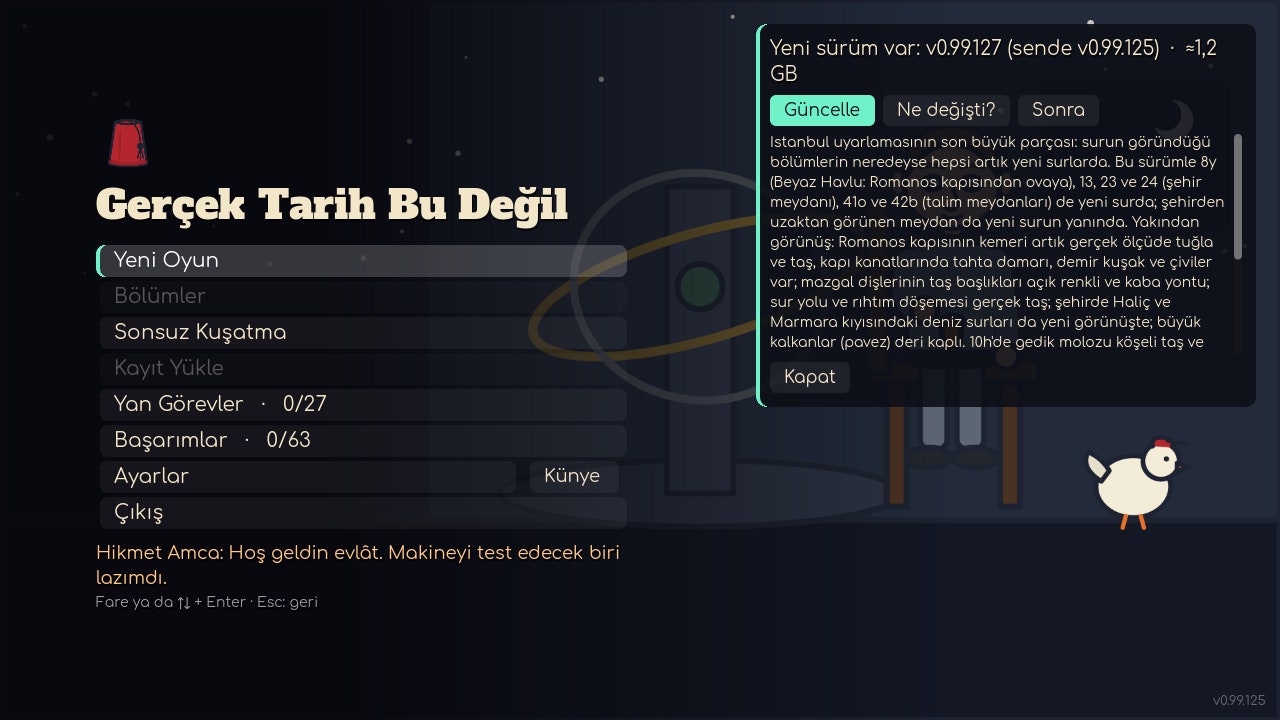 Gerçek Tarih Bu Değil
Yeni Oyun
Bölümler
Sonsuz Kuşatma
Kayıt Yükle
Yan Görevler · 0/27
Başarımlar · 0/63
Ayarlar
Künye
Çıkış
Hikmet Amca: Hoş geldin evlât. Makineyi test edecek biri
lazımdı.
Fare ya da ↑↓ + Enter · Esc: geri
Yeni sürüm var: v0.99.127 (sende v0.99.125) · ≈1,2
GB
Güncelle
Ne değişti?
Sonra
Istanbul uyarlamasının son büyük parçası: surun göründüğü
bölümlerin neredeyse hepsi artık yeni surlarda. Bu sürümle 8y
(Beyaz Havlu: Romanos kapısından ovaya), 13, 23 ve 24 (şehir
meydanı), 41o ve 42b (talim meydanları) de yeni surda; şehirden
uzaktan görünen meydan da yeni surun yanında. Yakından
görünüş: Romanos kapısının kemeri artık gerçek ölçüde tuğla
ve taş, kapı kanatlarında tahta damarı, demir kuşak ve çiviler
var; mazgal dişlerinin taş başlıkları açık renkli ve kaba yontu;
sur yolu ve rıhtım döşemesi gerçek taş; şehirde Haliç ve
Marmara kıyısındaki deniz surları da yeni görünüşte; büyük
kalkanlar (pavez) deri kaplı. 10h'de gedik molozu köşeli taş ve
Kapat
v0.99.125